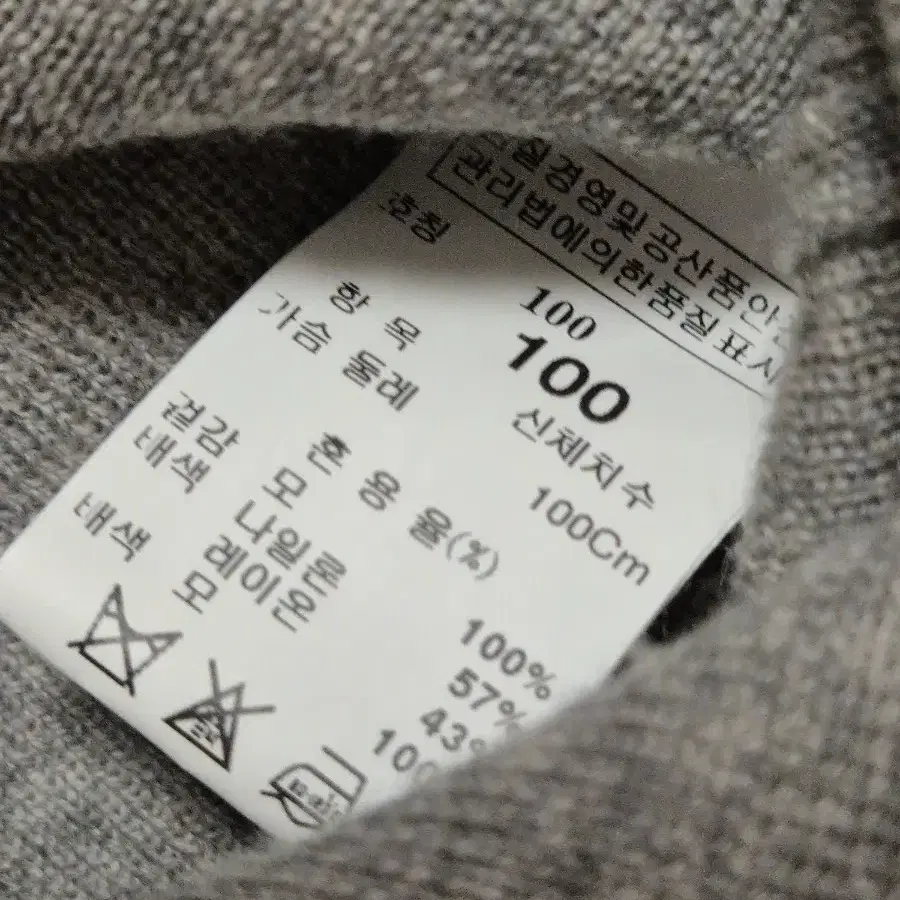 질경영및공산품안
관리법에의한품질표시
호칭 100
100
항 목 신체치수
가슴 둘레 100Cm
혼 용 율(%)
겉감 모 100%
배색 나일론 57%
레이온 43%
배색 모 100